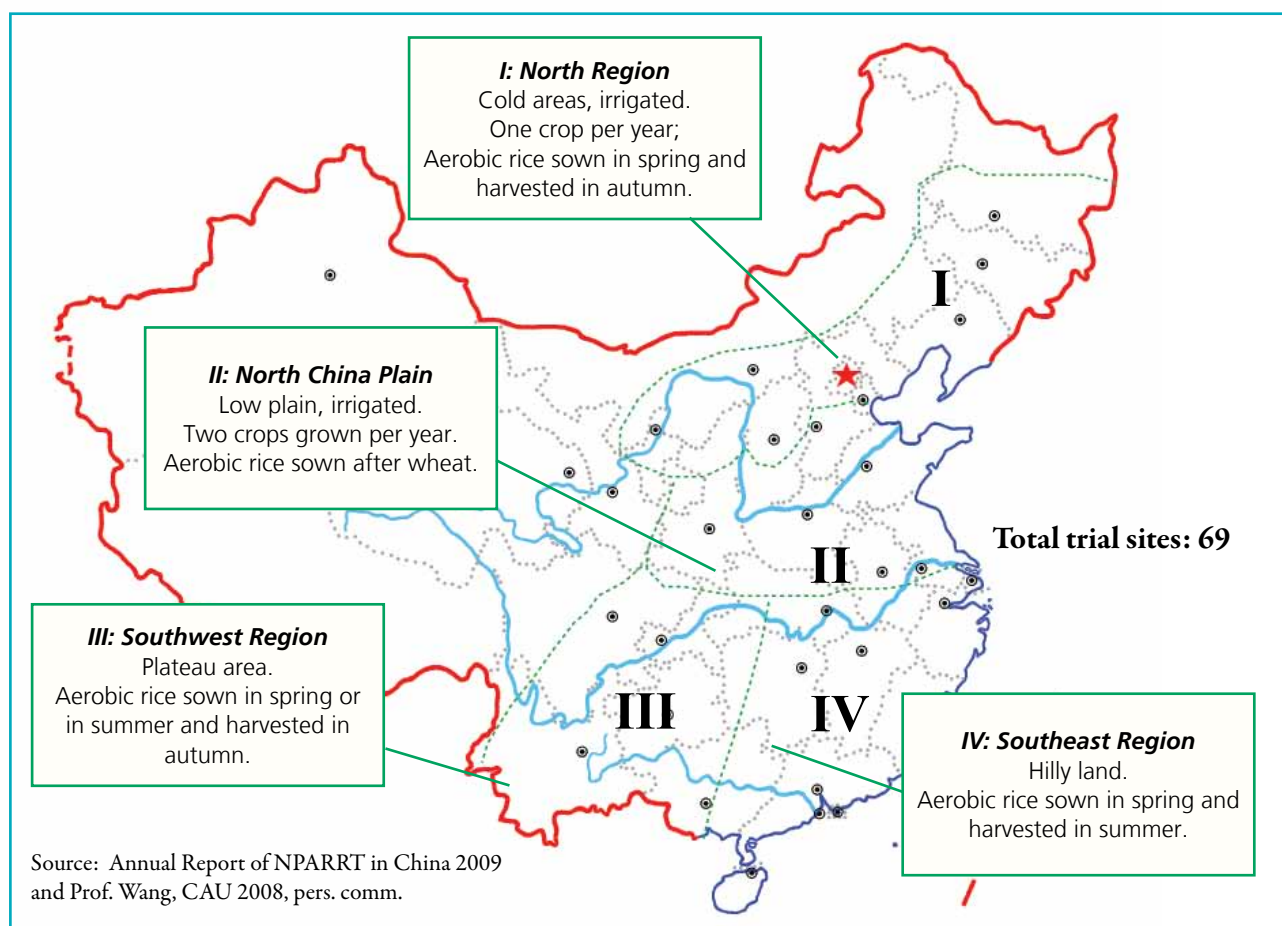 I: North Region
Cold areas, irrigated.
One crop per year;
Aerobic rice sown in spring and
harvested in autumn.
I
II: North China Plain
Low plain, irrigated.
Two crops grown per year.
Aerobic rice sown after wheat.
Total trial sites: 69
II
III: Southwest Region
Plateau area.
Aerobic rice sown in spring or
in summer and harvested in
autumn.
III
IV
IV: Southeast Region
Hilly land.
Aerobic rice sown in spring and
harvested in summer.
Source: Annual Report of NPARRT in China 2009
and Prof. Wang, CAU 2008, pers. comm.